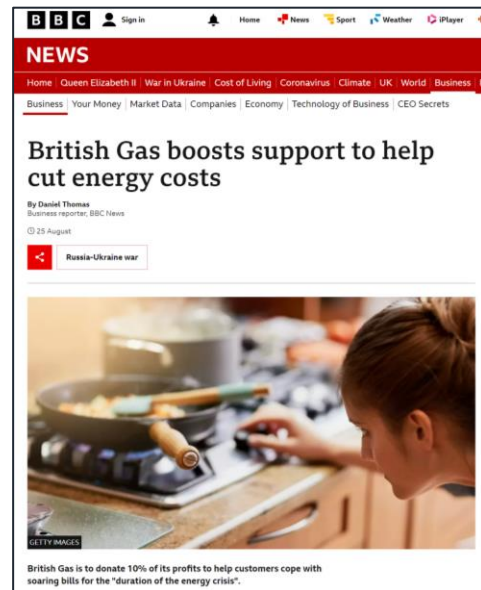 BBC Sign in Home News Sport Weather iPlayer
NEWS
Home Queen Elizabeth II War in Ukraine Cost of Living Coronavirus Climate UK World Business
Business Your Money Market Data Companies Economy Technology of Business CEO Secrets
British Gas boosts support to help
cut energy costs
By Daniel Thomas
Business reporter, BBC News
25 August
Russia-Ukraine war
GETTY IMAGES
British Gas is to donate 10% of its profits to help customers cope with
soaring bills for the "duration of the energy crisis".